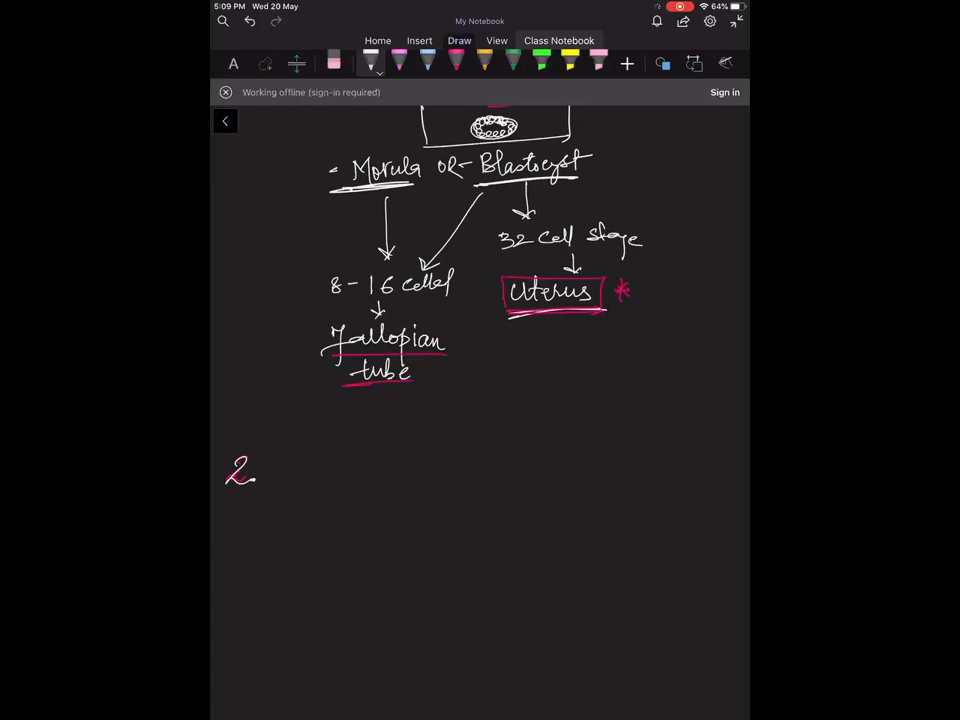 5:09 PM Wed 20 May
64%
My Notebook
Home Insert Draw View Class Notebook
Working offline (sign-in required) Sign in
Morula OR Blastocyst
32 cell stage
8-16 celled
Uterus *
Fallopian
tube
2.